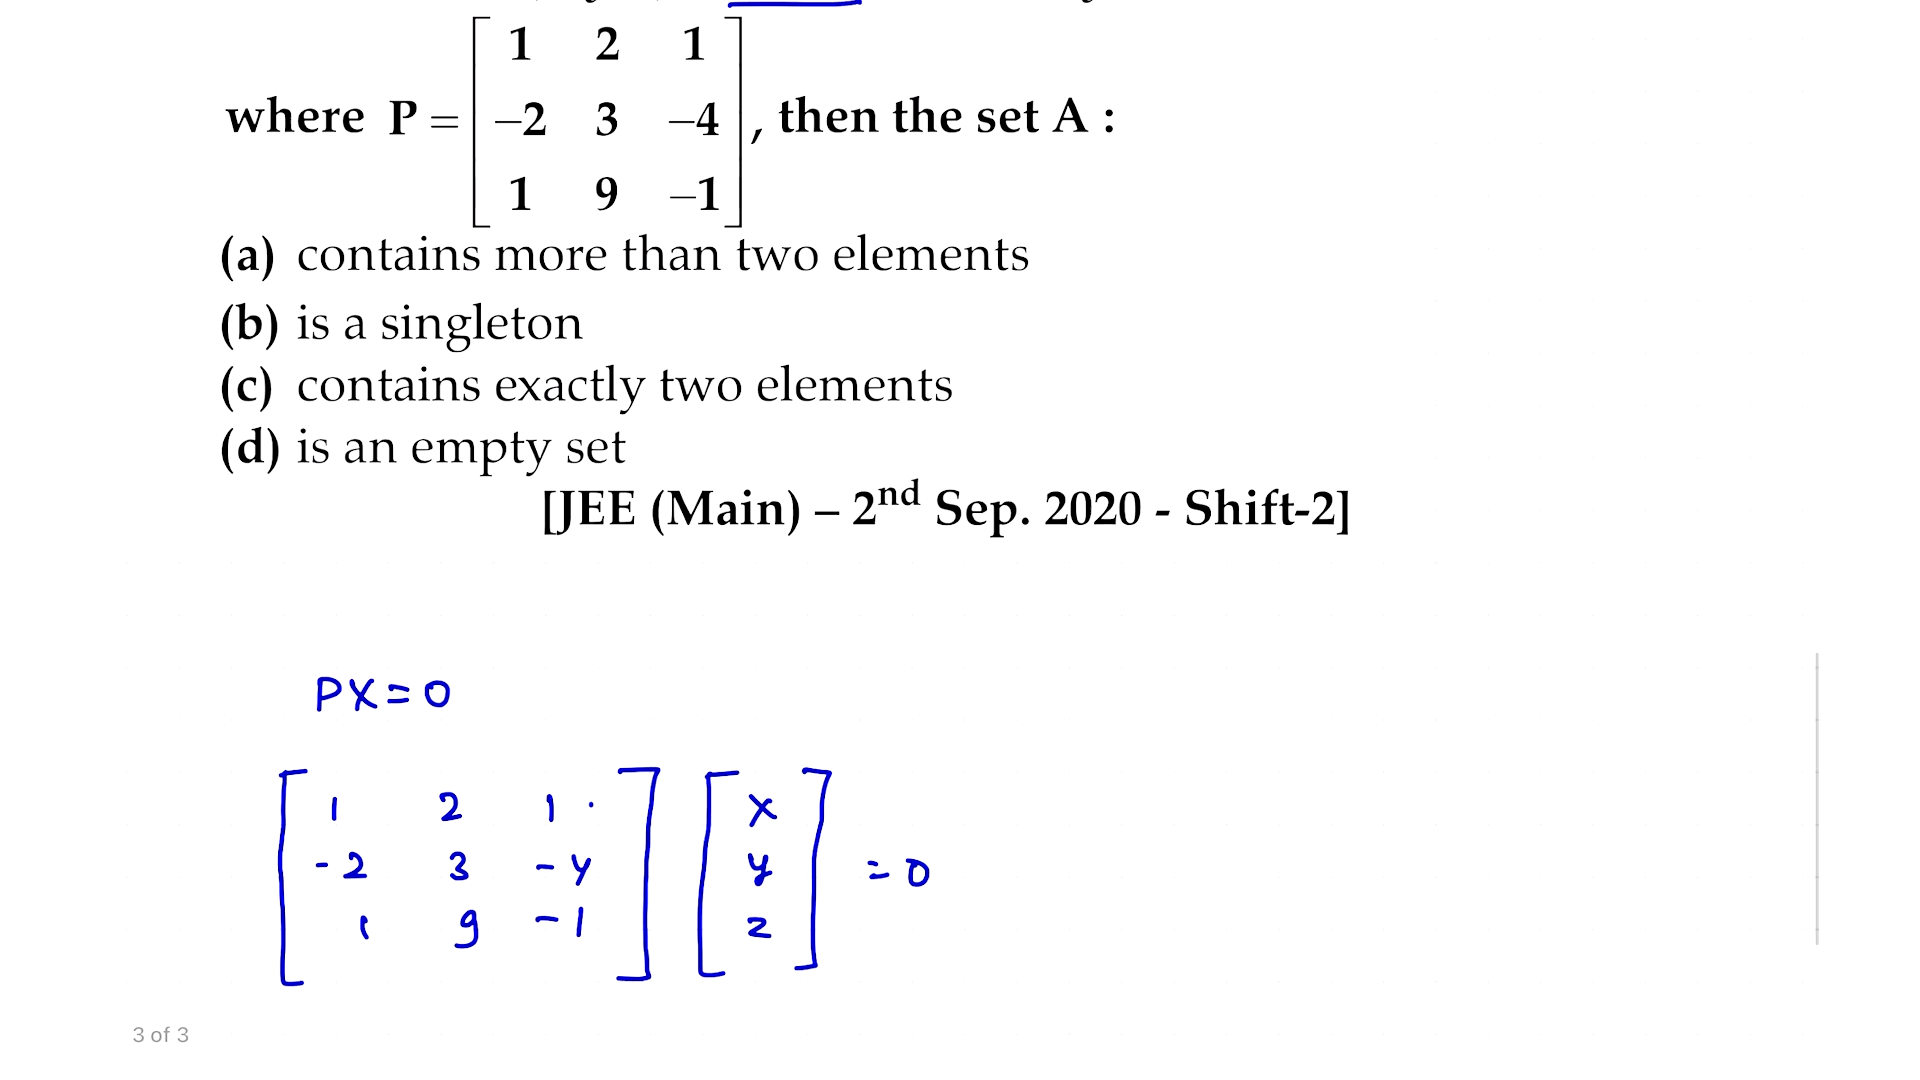 1 2 1
where P = −2 3 −4 , then the set A :
1 9 −1
(a) contains more than two elements
(b) is a singleton
(c) contains exactly two elements
(d) is an empty set
[JEE (Main) – 2nd Sep. 2020 - Shift-2]
PX=0
1 2 1 x
-2 3 -4 y = 0
1 9 -1 z
3 of 3